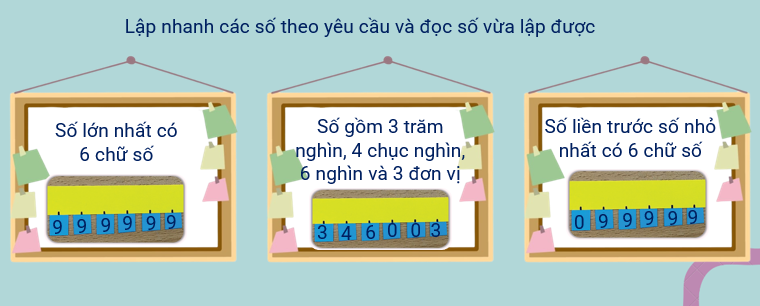 Lập nhanh các số theo yêu cầu và đọc số vừa lập được
Số lớn nhất có
6 chữ số
9 9 9 9 9 9
Số gồm 3 trăm
nghìn, 4 chục nghìn,
6 nghìn và 3 đơn vị
3 4 6 0 0 3
Số liền trước số nhỏ
nhất có 6 chữ số
0 9 9 9 9 9